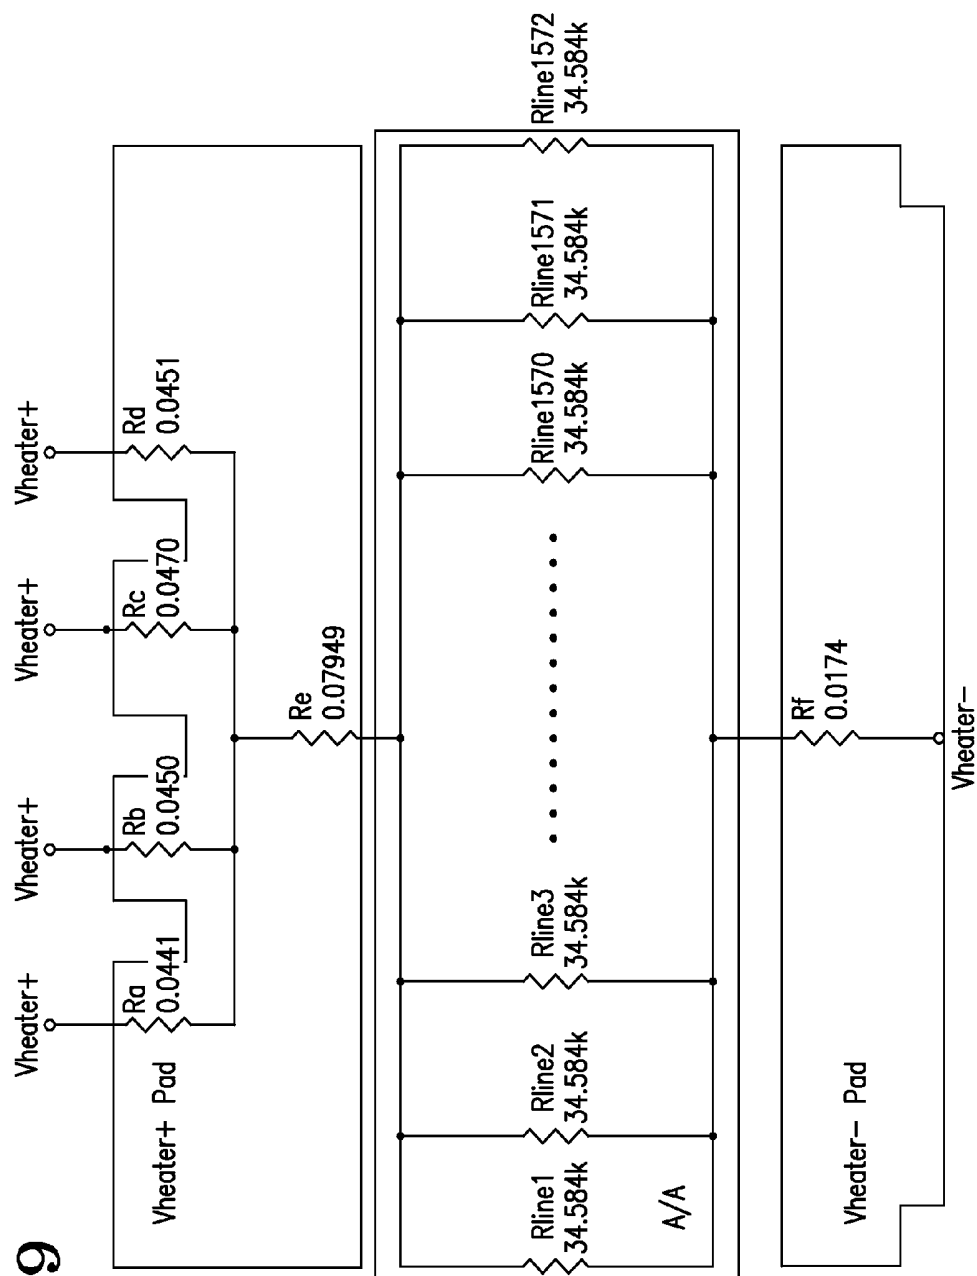 9
Vheater+
Vheater+
Vheater+
Vheater+
Ra
0.0441
Rb
0.0450
Rc
0.0470
Rd
0.0451
Vheater+ Pad
Re
0.07949
Rline1
34.584k
Rline2
34.584k
Rline3
34.584k
Rline1570
34.584k
Rline1571
34.584k
Rline1572
34.584k
A/A
Rf
0.0174
Vheater- Pad
Vheater-